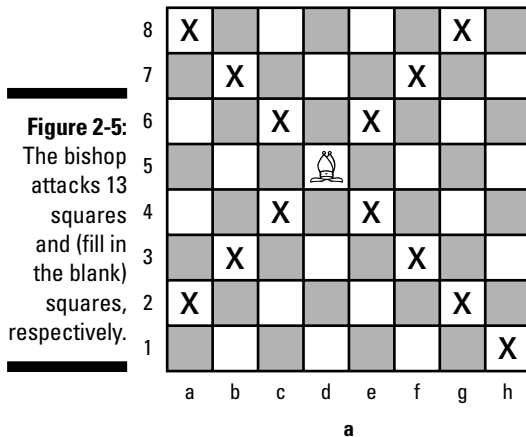 Figure 2-5:
The bishop
attacks 13
squares
and (fill in
the blank)
squares,
respectively.
8 X X
7 X X
6 X X
5
4 X X
3 X X
2 X X
1 X
a b c d e f g h
a